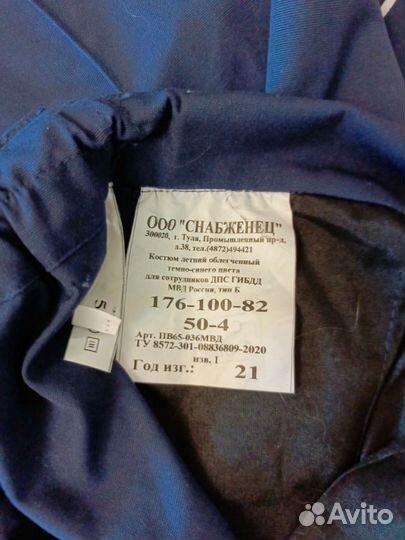 ООО "СНАБЖЕНЕЦ"
300020, г. Тула, Промышленный пр-д,
д.38, тел.(4872)494421
Костюм летний облегченный
темно-синего цвета
для сотрудников ДПС ГИБДД
МВД России, тип Б
176-100-82
50-4
Арт. ПВ65-036МВД
ТУ 8572-301-08836809-2020
изв. 1
Год изг.: 21
Avito